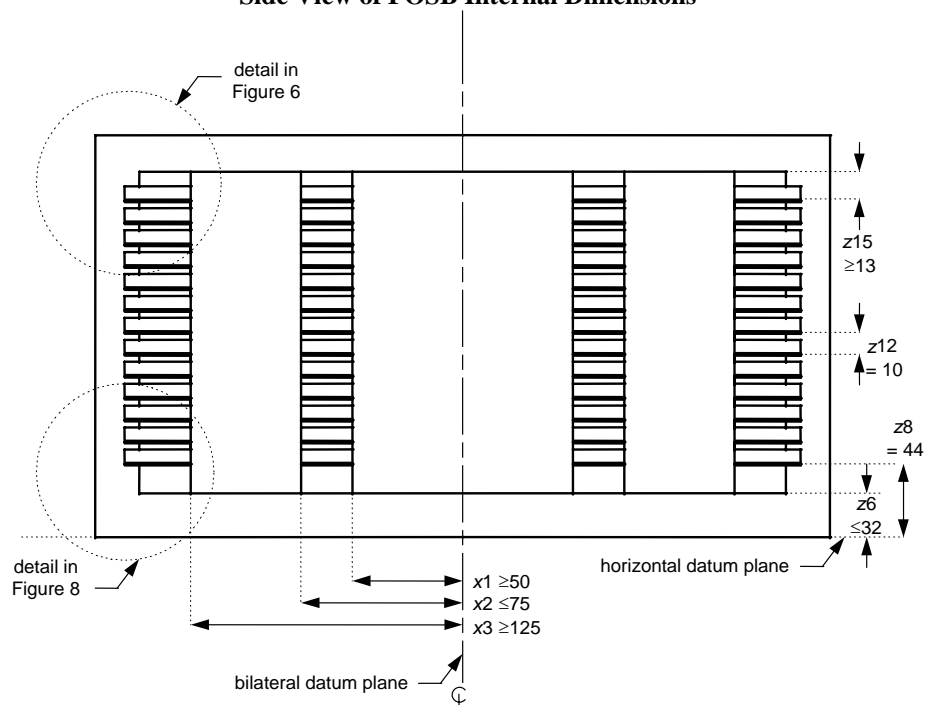 Side View of FOSB Internal Dimensions
detail in
Figure 6
z15
≥13
z12
= 10
z8
= 44
z6
≤32
horizontal datum plane
detail in
Figure 8
x1 ≥50
x2 ≤75
x3 ≥125
bilateral datum plane